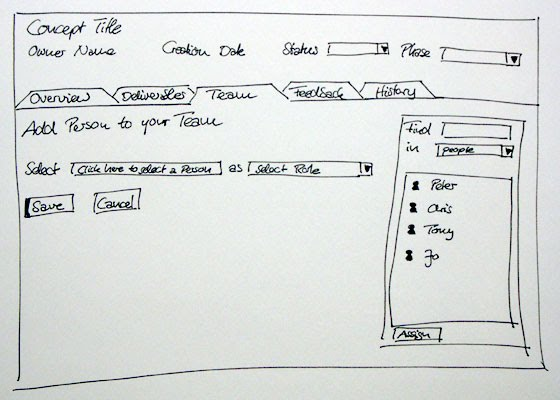 Concept Title
Owner Name Creation Date Status Phase
Overview Deliverables Team Feedback History
Add Person to your Team
Select Click here to select a Person as Select Role
Save Cancel
Find
in people
Peter
Chris
Tony
Jo
Assign